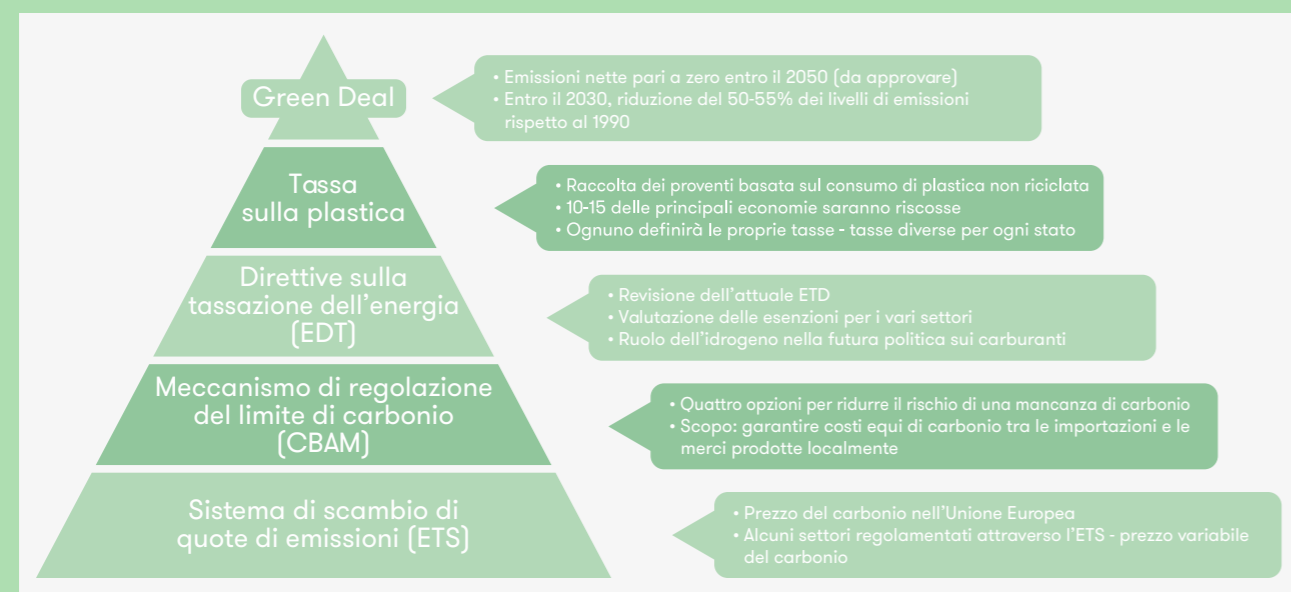 Green Deal
• Emissioni nette pari a zero entro il 2050 (da approvare)
• Entro il 2030, riduzione del 50-55% dei livelli di emissioni
rispetto al 1990
Tassa
sulla plastica
• Raccolta dei proventi basata sul consumo di plastica non riciclata
• 10-15 delle principali economie saranno riscosse
• Ognuno definirà le proprie tasse - tasse diverse per ogni stato
Direttive sulla
tassazione dell'energia
(EDT)
• Revisione dell'attuale ETD
• Valutazione delle esenzioni per i vari settori
• Ruolo dell'idrogeno nella futura politica sui carburanti
Meccanismo di regolazione
del limite di carbonio
(CBAM)
• Quattro opzioni per ridurre il rischio di una mancanza di carbonio
• Scopo: garantire costi equi di carbonio tra le importazioni e le
merci prodotte localmente
Sistema di scambio di
quote di emissioni (ETS)
• Prezzo del carbonio nell'Unione Europea
• Alcuni settori regolamentati attraverso l'ETS - prezzo variabile
del carbonio